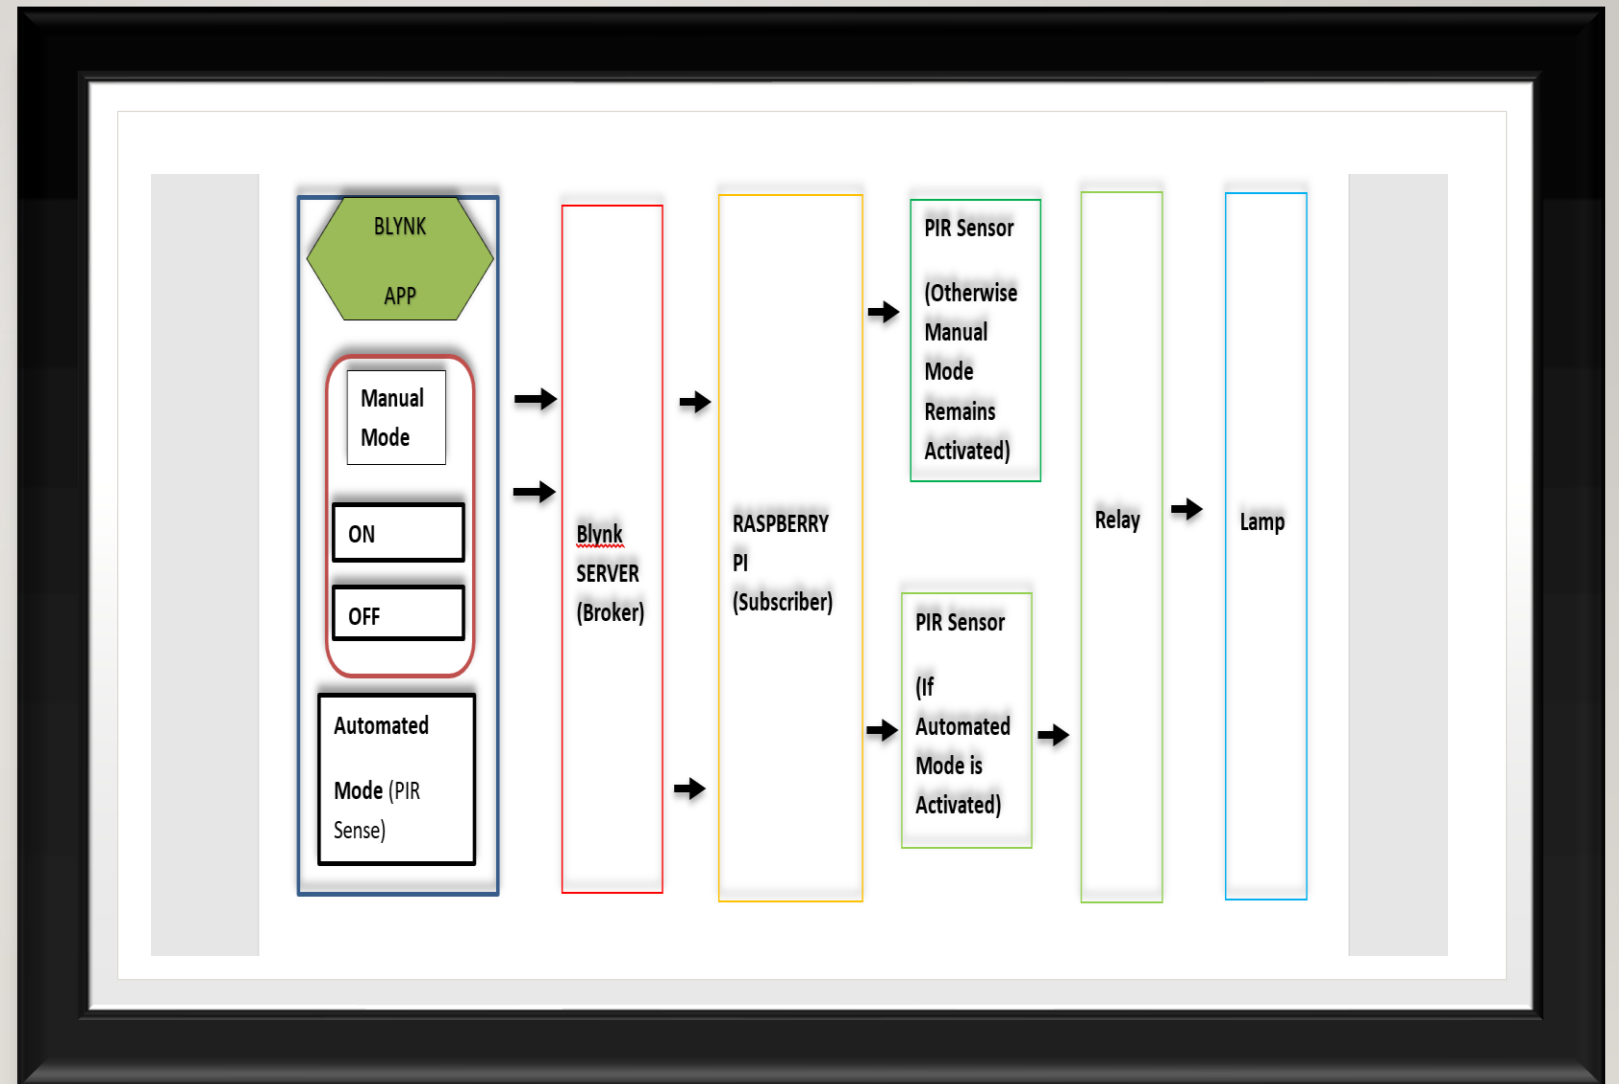 BLYNK
APP
Manual
Mode
ON
OFF
Automated
Mode (PIR
Sense)
Blynk
SERVER
(Broker)
RASPBERRY
PI
(Subscriber)
PIR Sensor
(Otherwise
Manual
Mode
Remains
Activated)
PIR Sensor
(If
Automated
Mode is
Activated)
Relay
Lamp